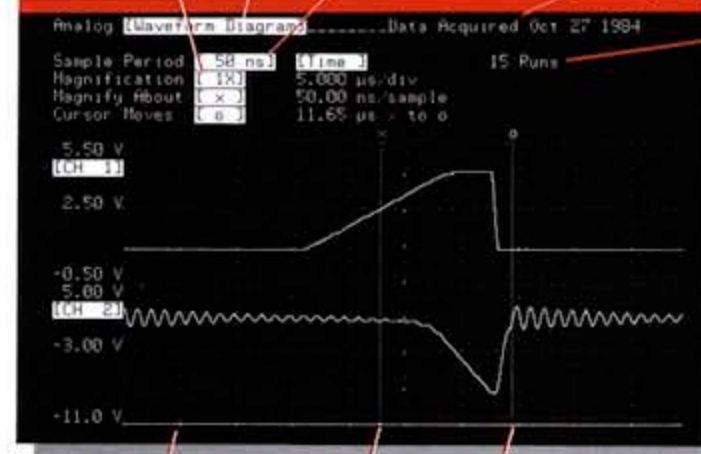 Analog [Waveform Diagram] Data Acquired Oct 27 1984
Sample Period [ 50 ns] [Time ] 15 Runs
Magnification [ 1X] 5.000 µs/div
Magnify About [ x ] 50.00 ns/sample
Cursor Moves [ o ] 11.65 µs x to o
x o
5.50 V
[CH 1]
2.50 V
-0.50 V
5.00 V
[CH 2]
-3.00 V
-11.0 V